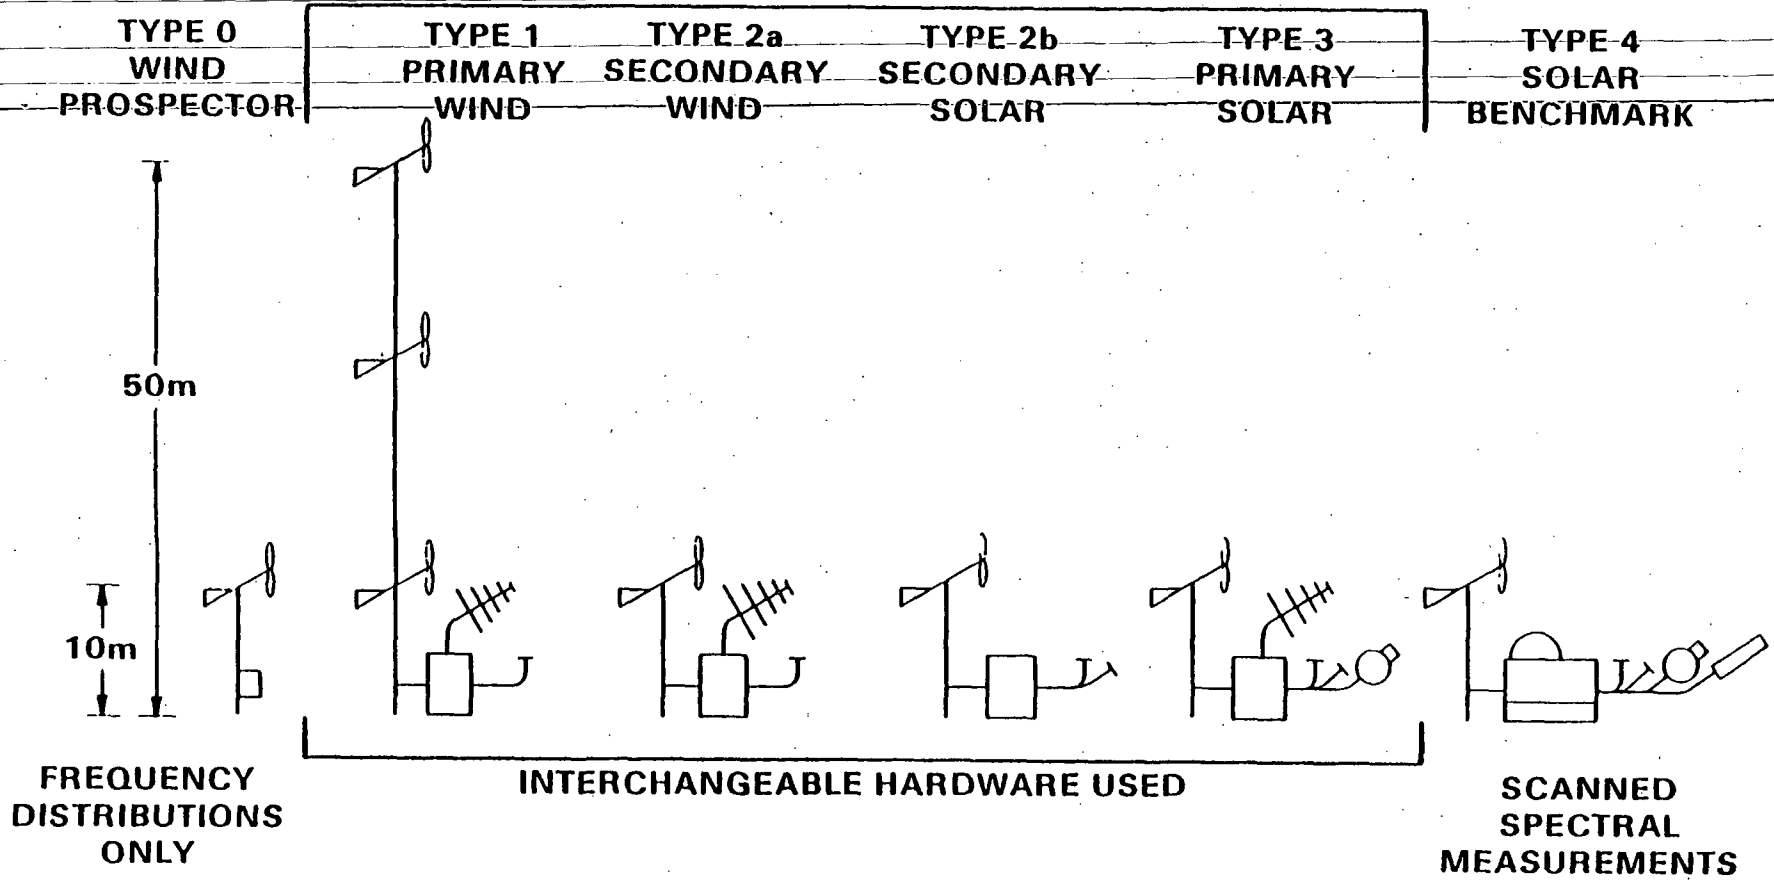 TYPE 0
WIND
PROSPECTOR
TYPE 1
PRIMARY
WIND
TYPE 2a
SECONDARY
WIND
TYPE 2b
SECONDARY
SOLAR
TYPE 3
PRIMARY
SOLAR
TYPE 4
SOLAR
BENCHMARK
50m
10m
FREQUENCY
DISTRIBUTIONS
ONLY
INTERCHANGEABLE HARDWARE USED
SCANNED
SPECTRAL
MEASUREMENTS